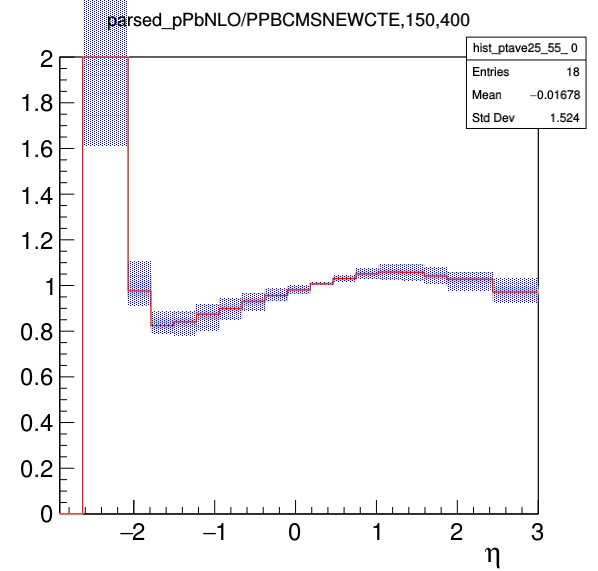 parsed_pPbNLO/PPBCMSNEWCTE,150,400
hist_ptave25_55_ 0
Entries 18
Mean −0.01678
Std Dev 1.524
2
1.8
1.6
1.4
1.2
1
0.8
0.6
0.4
0.2
0
−2 −1 0 1 2 3
η